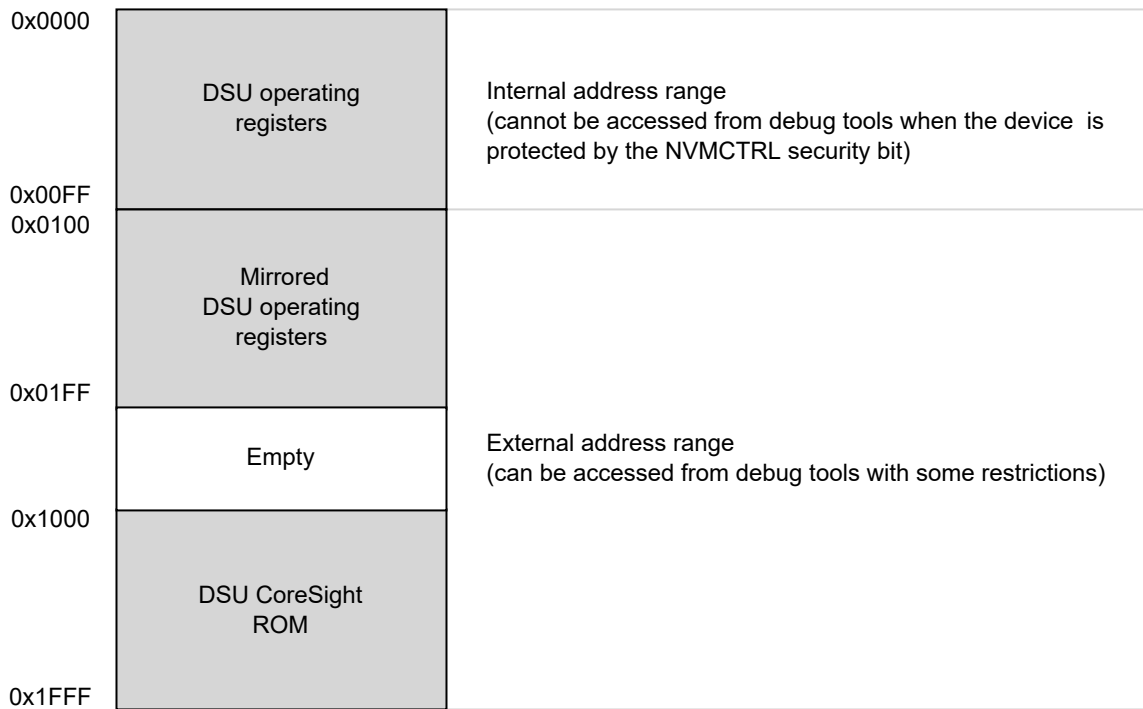 0x0000
DSU operating
registers
Internal address range
(cannot be accessed from debug tools when the device is
protected by the NVMCTRL security bit)
0x00FF
0x0100
Mirrored
DSU operating
registers
0x01FF
Empty
External address range
(can be accessed from debug tools with some restrictions)
0x1000
DSU CoreSight
ROM
0x1FFF